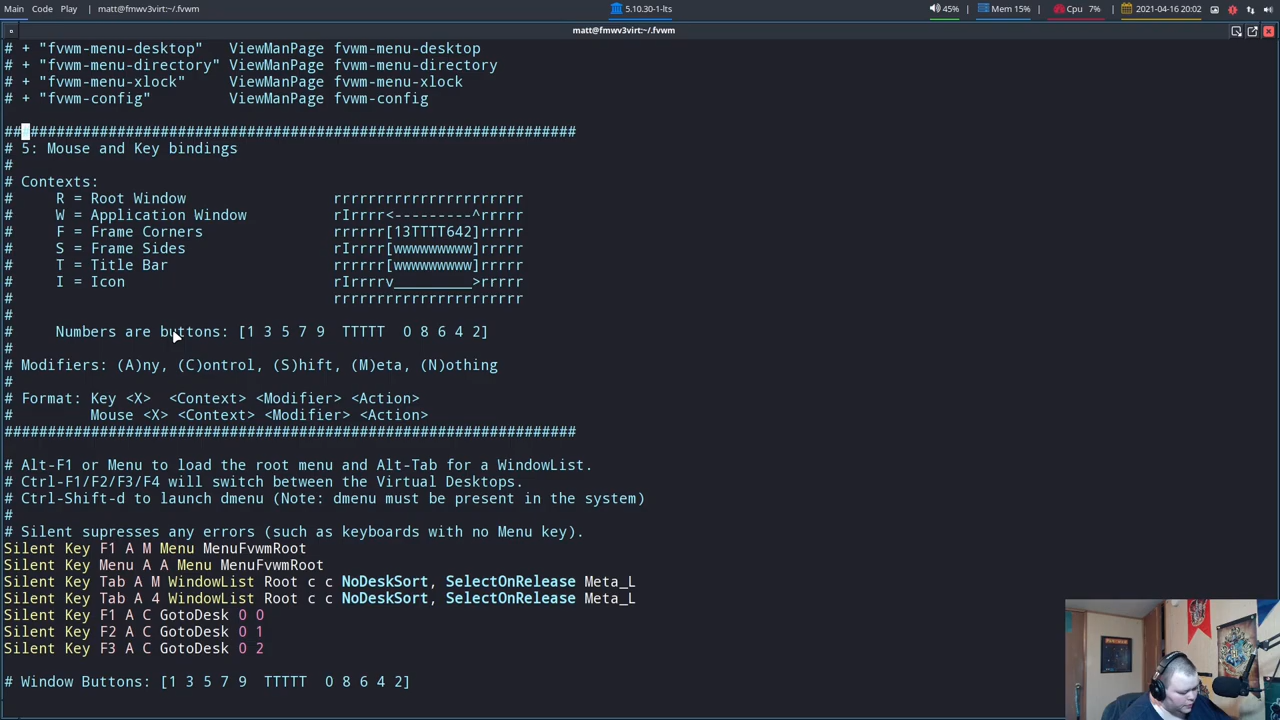 Main Code Play matt@fmwv3virt:~/.fvwm 5.10.30-1-lts 45% Mem 15% Cpu 7% 2021-04-16 20:02
matt@fmwv3virt:~/.fvwm
# + "fvwm-menu-desktop" ViewManPage fvwm-menu-desktop
# + "fvwm-menu-directory" ViewManPage fvwm-menu-directory
# + "fvwm-menu-xlock" ViewManPage fvwm-menu-xlock
# + "fvwm-config" ViewManPage fvwm-config
##################################################################
# 5: Mouse and Key bindings
#
# Contexts:
# R = Root Window rrrrrrrrrrrrrrrrrrrrrr
# W = Application Window rIrrrr<---------^rrrrr
# F = Frame Corners rrrrrr[13TTTT642]rrrrr
# S = Frame Sides rIrrrr[wwwwwwwww]rrrrr
# T = Title Bar rrrrrr[wwwwwwwww]rrrrr
# I = Icon rIrrrrv_________>rrrrr
# rrrrrrrrrrrrrrrrrrrrrr
#
# Numbers are buttons: [1 3 5 7 9 TTTTT 0 8 6 4 2]
#
# Modifiers: (A)ny, (C)ontrol, (S)hift, (M)eta, (N)othing
#
# Format: Key <X> <Context> <Modifier> <Action>
# Mouse <X> <Context> <Modifier> <Action>
##################################################################
# Alt-F1 or Menu to load the root menu and Alt-Tab for a WindowList.
# Ctrl-F1/F2/F3/F4 will switch between the Virtual Desktops.
# Ctrl-Shift-d to launch dmenu (Note: dmenu must be present in the system)
#
# Silent supresses any errors (such as keyboards with no Menu key).
Silent Key F1 A M Menu MenuFvwmRoot
Silent Key Menu A A Menu MenuFvwmRoot
Silent Key Tab A M WindowList Root c c NoDeskSort, SelectOnRelease Meta_L
Silent Key Tab A 4 WindowList Root c c NoDeskSort, SelectOnRelease Meta_L
Silent Key F1 A C GotoDesk 0 0
Silent Key F2 A C GotoDesk 0 1
Silent Key F3 A C GotoDesk 0 2
# Window Buttons: [1 3 5 7 9 TTTTT 0 8 6 4 2]